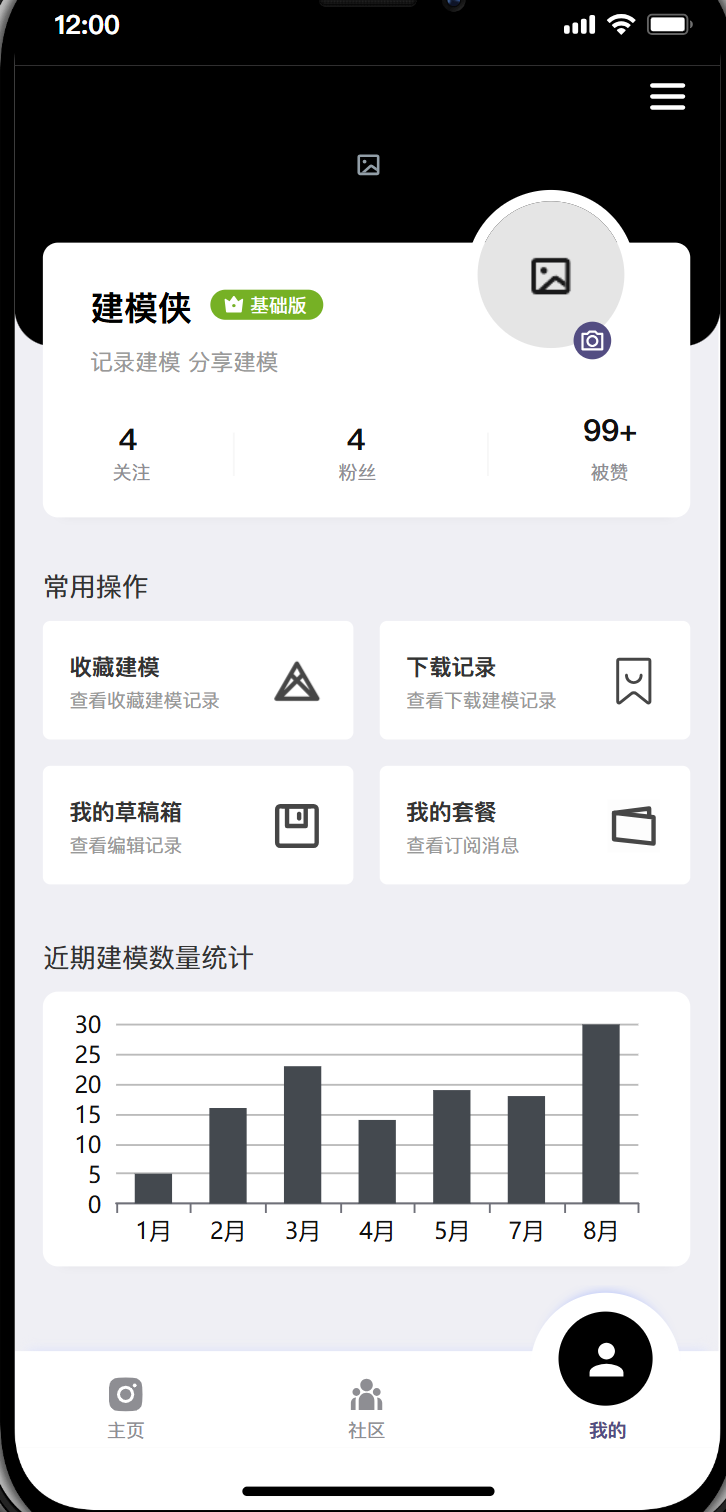 12:00
建模侠 基础版
记录建模 分享建模
4 4 99+
关注 粉丝 被赞
常用操作
收藏建模
查看收藏建模记录
下载记录
查看下载建模记录
我的草稿箱
查看编辑记录
我的套餐
查看订阅消息
近期建模数量统计
30
25
20
15
10
5
0
1月 2月 3月 4月 5月 7月 8月
主页 社区 我的